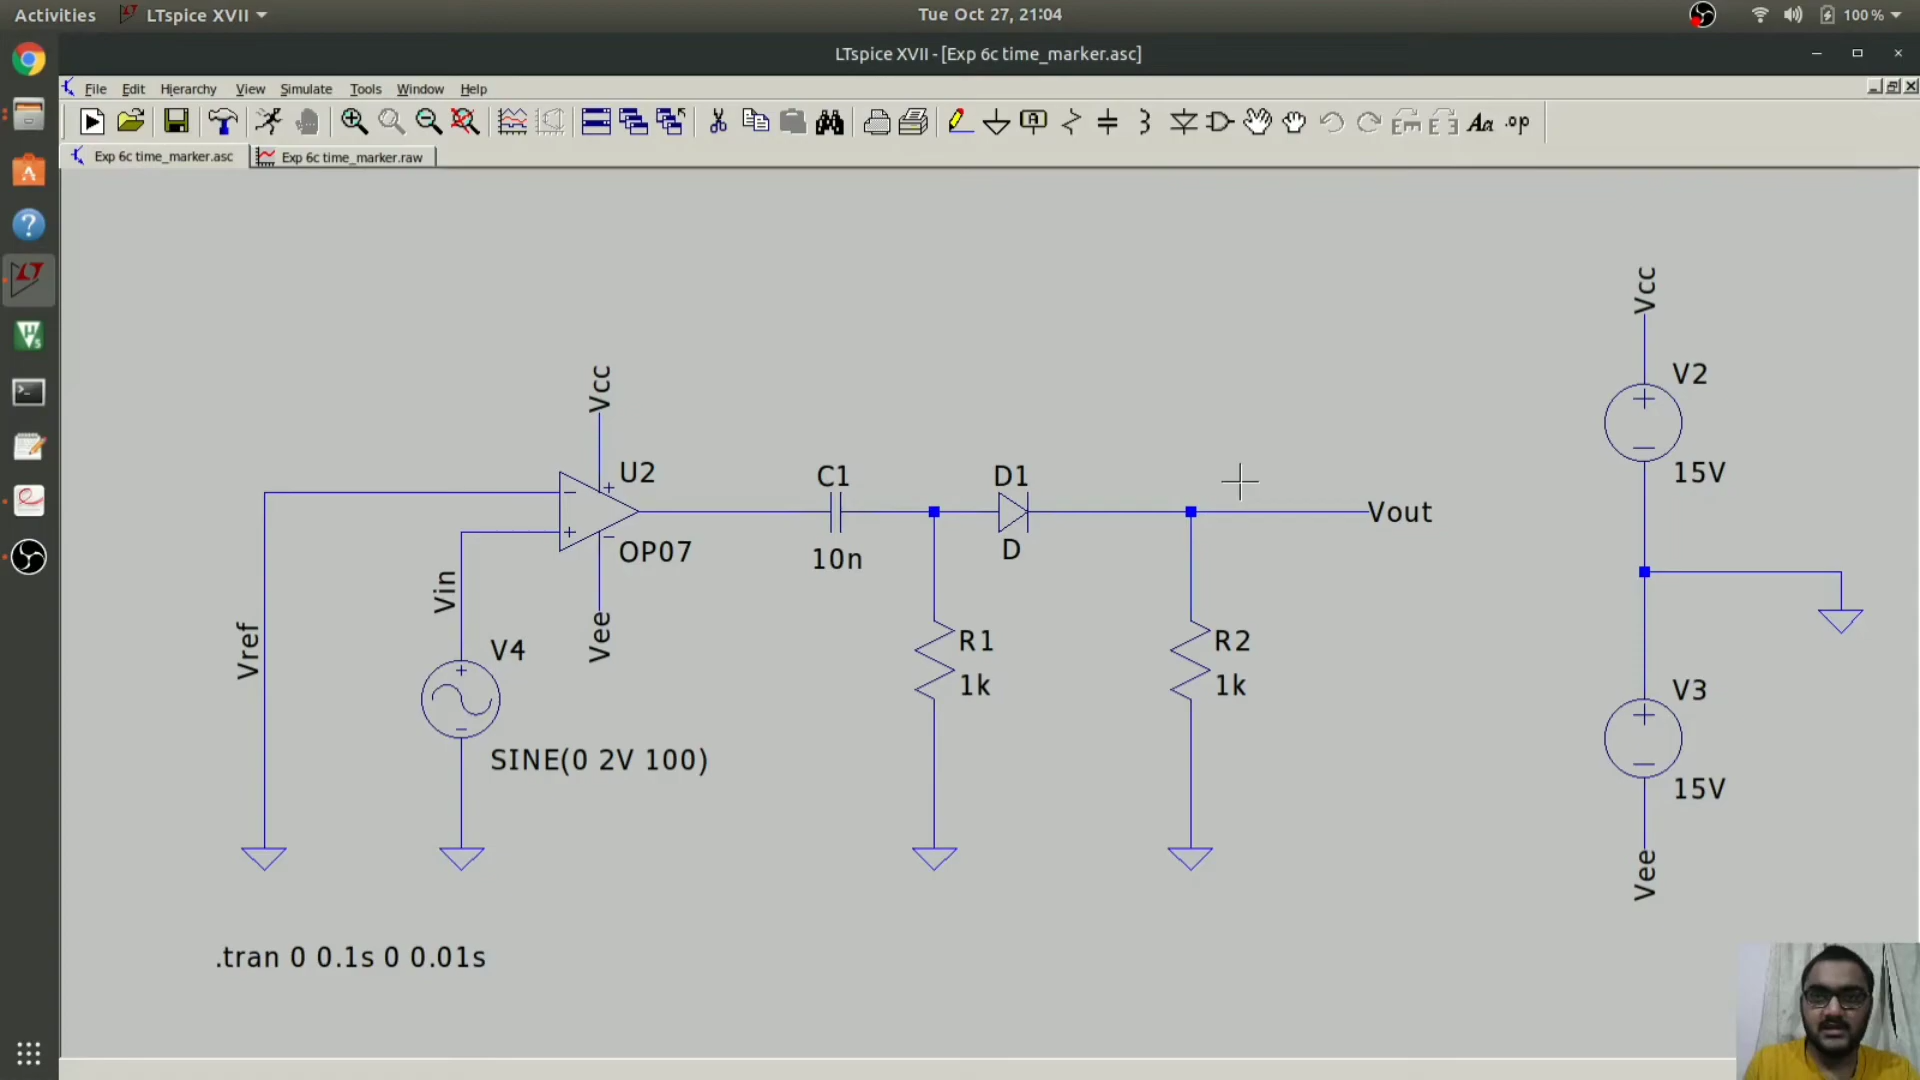 Activities
LTspice XVII
Tue Oct 27, 21:04
100 %
LTspice XVII - [Exp 6c time_marker.asc]
File Edit Hierarchy View Simulate Tools Window Help
Aa .op
Exp 6c time_marker.asc
Exp 6c time_marker.raw
Vcc
V2
15V
Vcc
U2
OP07
C1
10n
D1
D
Vout
Vin
Vref
V4
Vee
SINE(0 2V 100)
R1
1k
R2
1k
V3
15V
Vee
.tran 0 0.1s 0 0.01s